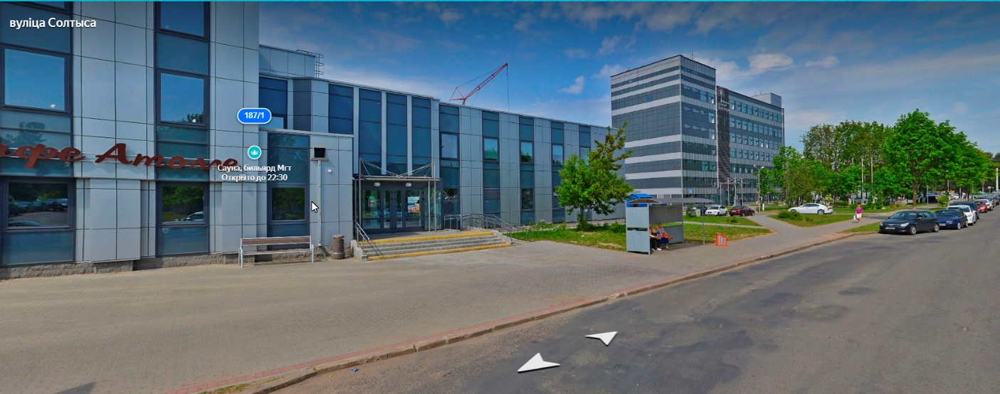 вуліца Солтыса
187/1
афе Атолл
Сауна, бильярд Мгт
Открыто до 22:30